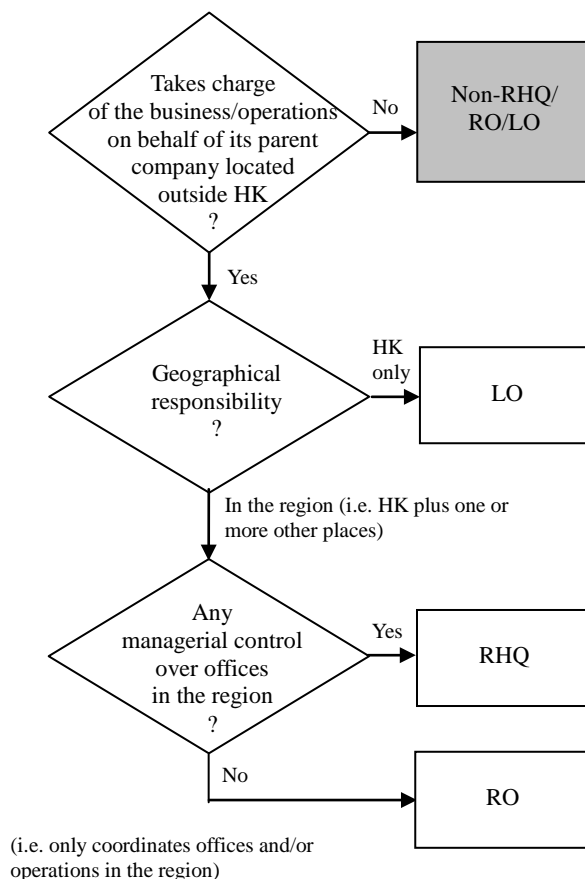 Takes charge
of the business/operations
on behalf of its parent
company located
outside HK
?
No
Non-RHQ/
RO/LO
Yes
Geographical
responsibility
?
HK
only
LO
In the region (i.e. HK plus one or
more other places)
Any
managerial control
over offices
in the region
?
Yes
RHQ
No
RO
(i.e. only coordinates offices and/or
operations in the region)